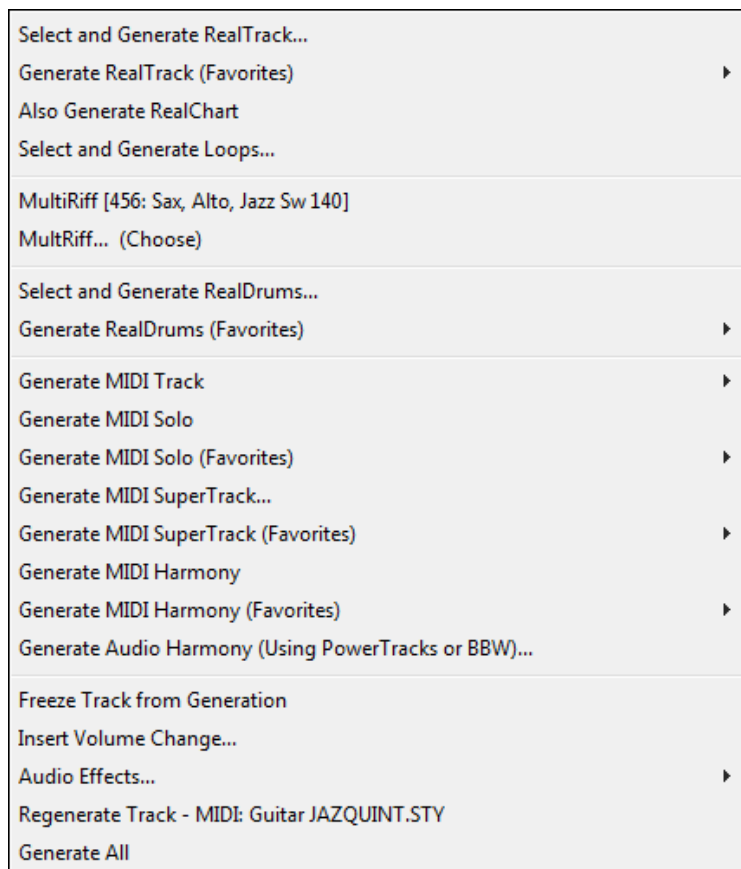 Select and Generate RealTrack...
Generate RealTrack (Favorites)
Also Generate RealChart
Select and Generate Loops...
MultiRiff [456: Sax, Alto, Jazz Sw 140]
MultRiff... (Choose)
Select and Generate RealDrums...
Generate RealDrums (Favorites)
Generate MIDI Track
Generate MIDI Solo
Generate MIDI Solo (Favorites)
Generate MIDI SuperTrack...
Generate MIDI SuperTrack (Favorites)
Generate MIDI Harmony
Generate MIDI Harmony (Favorites)
Generate Audio Harmony (Using PowerTracks or BBW)...
Freeze Track from Generation
Insert Volume Change...
Audio Effects...
Regenerate Track - MIDI: Guitar JAZQUINT.STY
Generate All